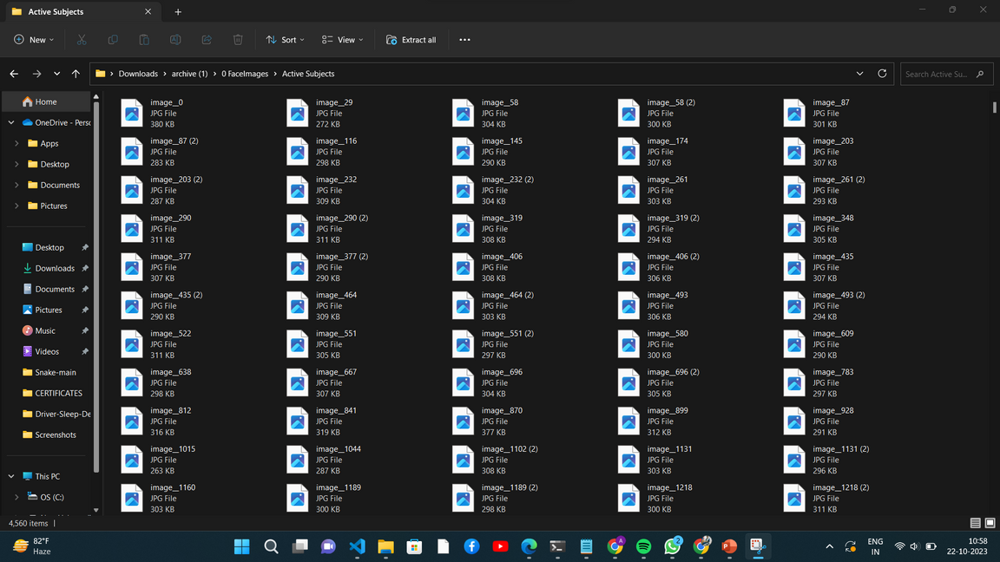 Active Subjects
New
Sort
View
Extract all
Downloads > archive (1) > 0 FaceImages > Active Subjects
Search Active Su...
Home
OneDrive - Perso
Apps
Desktop
Documents
Pictures
Desktop
Downloads
Documents
Pictures
Music
Videos
Snake-main
CERTIFICATES
Driver-Sleep-De
Screenshots
This PC
OS (C:)
image__0 image__29 image__58 image__58 (2) image__87
JPG File JPG File JPG File JPG File JPG File
380 KB 272 KB 304 KB 300 KB 301 KB
image__87 (2) image__116 image__145 image__174 image__203
JPG File JPG File JPG File JPG File JPG File
283 KB 298 KB 290 KB 307 KB 307 KB
image__203 (2) image__232 image__232 (2) image__261 image__261 (2)
JPG File JPG File JPG File JPG File JPG File
287 KB 309 KB 304 KB 303 KB 293 KB
image__290 image__290 (2) image__319 image__319 (2) image__348
JPG File JPG File JPG File JPG File JPG File
311 KB 311 KB 308 KB 294 KB 305 KB
image__377 image__377 (2) image__406 image__406 (2) image__435
JPG File JPG File JPG File JPG File JPG File
307 KB 290 KB 308 KB 306 KB 307 KB
image__435 (2) image__464 image__464 (2) image__493 image__493 (2)
JPG File JPG File JPG File JPG File JPG File
290 KB 309 KB 303 KB 306 KB 294 KB
image__522 image__551 image__551 (2) image__580 image__609
JPG File JPG File JPG File JPG File JPG File
311 KB 305 KB 297 KB 300 KB 290 KB
image__638 image__667 image__696 image__696 (2) image__783
JPG File JPG File JPG File JPG File JPG File
298 KB 307 KB 304 KB 305 KB 297 KB
image__812 image__841 image__870 image__899 image__928
JPG File JPG File JPG File JPG File JPG File
316 KB 319 KB 377 KB 312 KB 291 KB
image__1015 image__1044 image__1102 (2) image__1131 image__1131 (2)
JPG File JPG File JPG File JPG File JPG File
263 KB 287 KB 308 KB 303 KB 296 KB
image__1160 image__1189 image__1189 (2) image__1218 image__1218 (2)
JPG File JPG File JPG File JPG File JPG File
303 KB 300 KB 298 KB 300 KB 311 KB
4,560 items
82°F
Haze
A
2
ENG
IN
10:58
22-10-2023